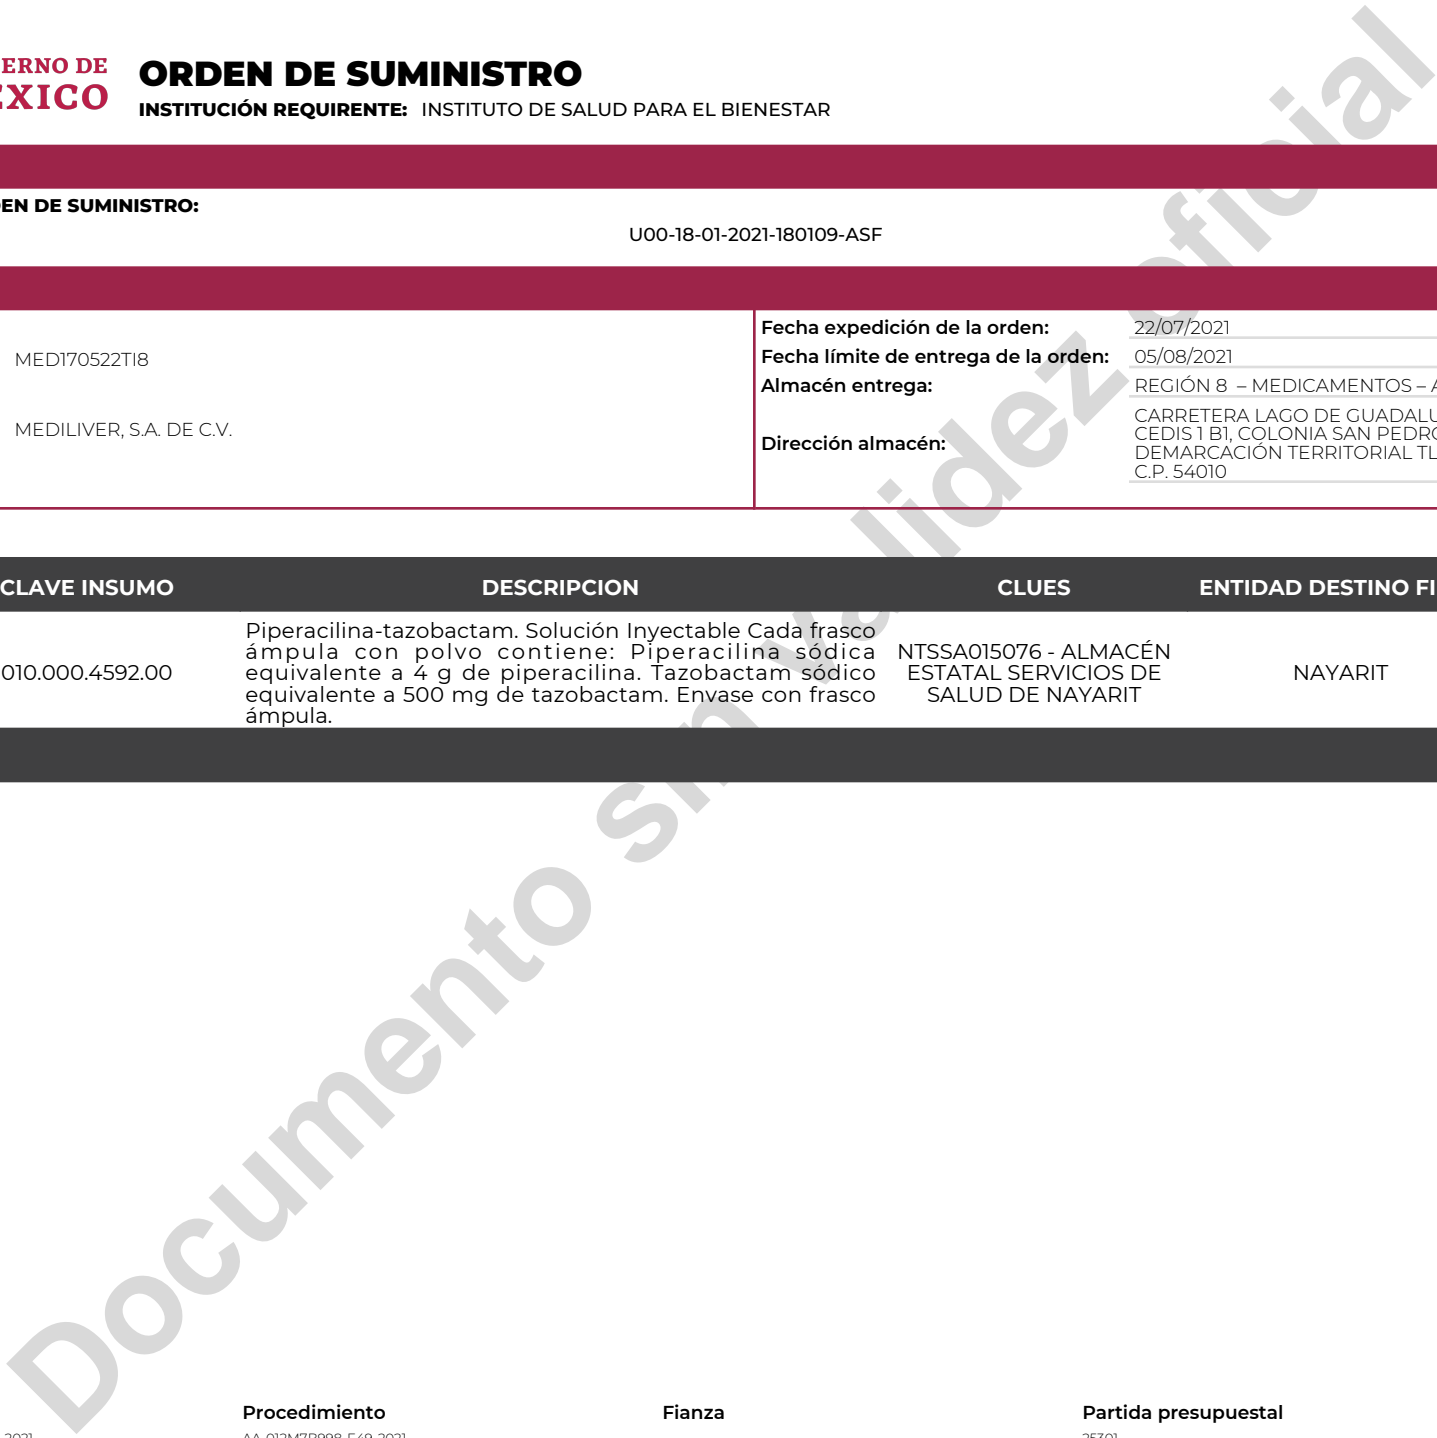 ERNO DE
EXICO
ORDEN DE SUMINISTRO
INSTITUCIÓN REQUIRENTE: INSTITUTO DE SALUD PARA EL BIENESTAR
EN DE SUMINISTRO:
U00-18-01-2021-180109-ASF
MED170522TI8
MEDILIVER, S.A. DE C.V.
Fecha expedición de la orden: 22/07/2021
Fecha límite de entrega de la orden: 05/08/2021
Almacén entrega: REGIÓN 8 – MEDICAMENTOS – A
Dirección almacén:
CARRETERA LAGO DE GUADALU
CEDIS 1 B1, COLONIA SAN PEDRO
DEMARCACIÓN TERRITORIAL TL
C.P. 54010
CLAVE INSUMO DESCRIPCION CLUES ENTIDAD DESTINO FI
010.000.4592.00
Piperacilina-tazobactam. Solución Inyectable Cada frasco
ámpula con polvo contiene: Piperacilina sódica
equivalente a 4 g de piperacilina. Tazobactam sódico
equivalente a 500 mg de tazobactam. Envase con frasco
ámpula.
NTSSA015076 - ALMACÉN
ESTATAL SERVICIOS DE
SALUD DE NAYARIT
NAYARIT
Documento sin validez oficial
Procedimiento Fianza Partida presupuestal